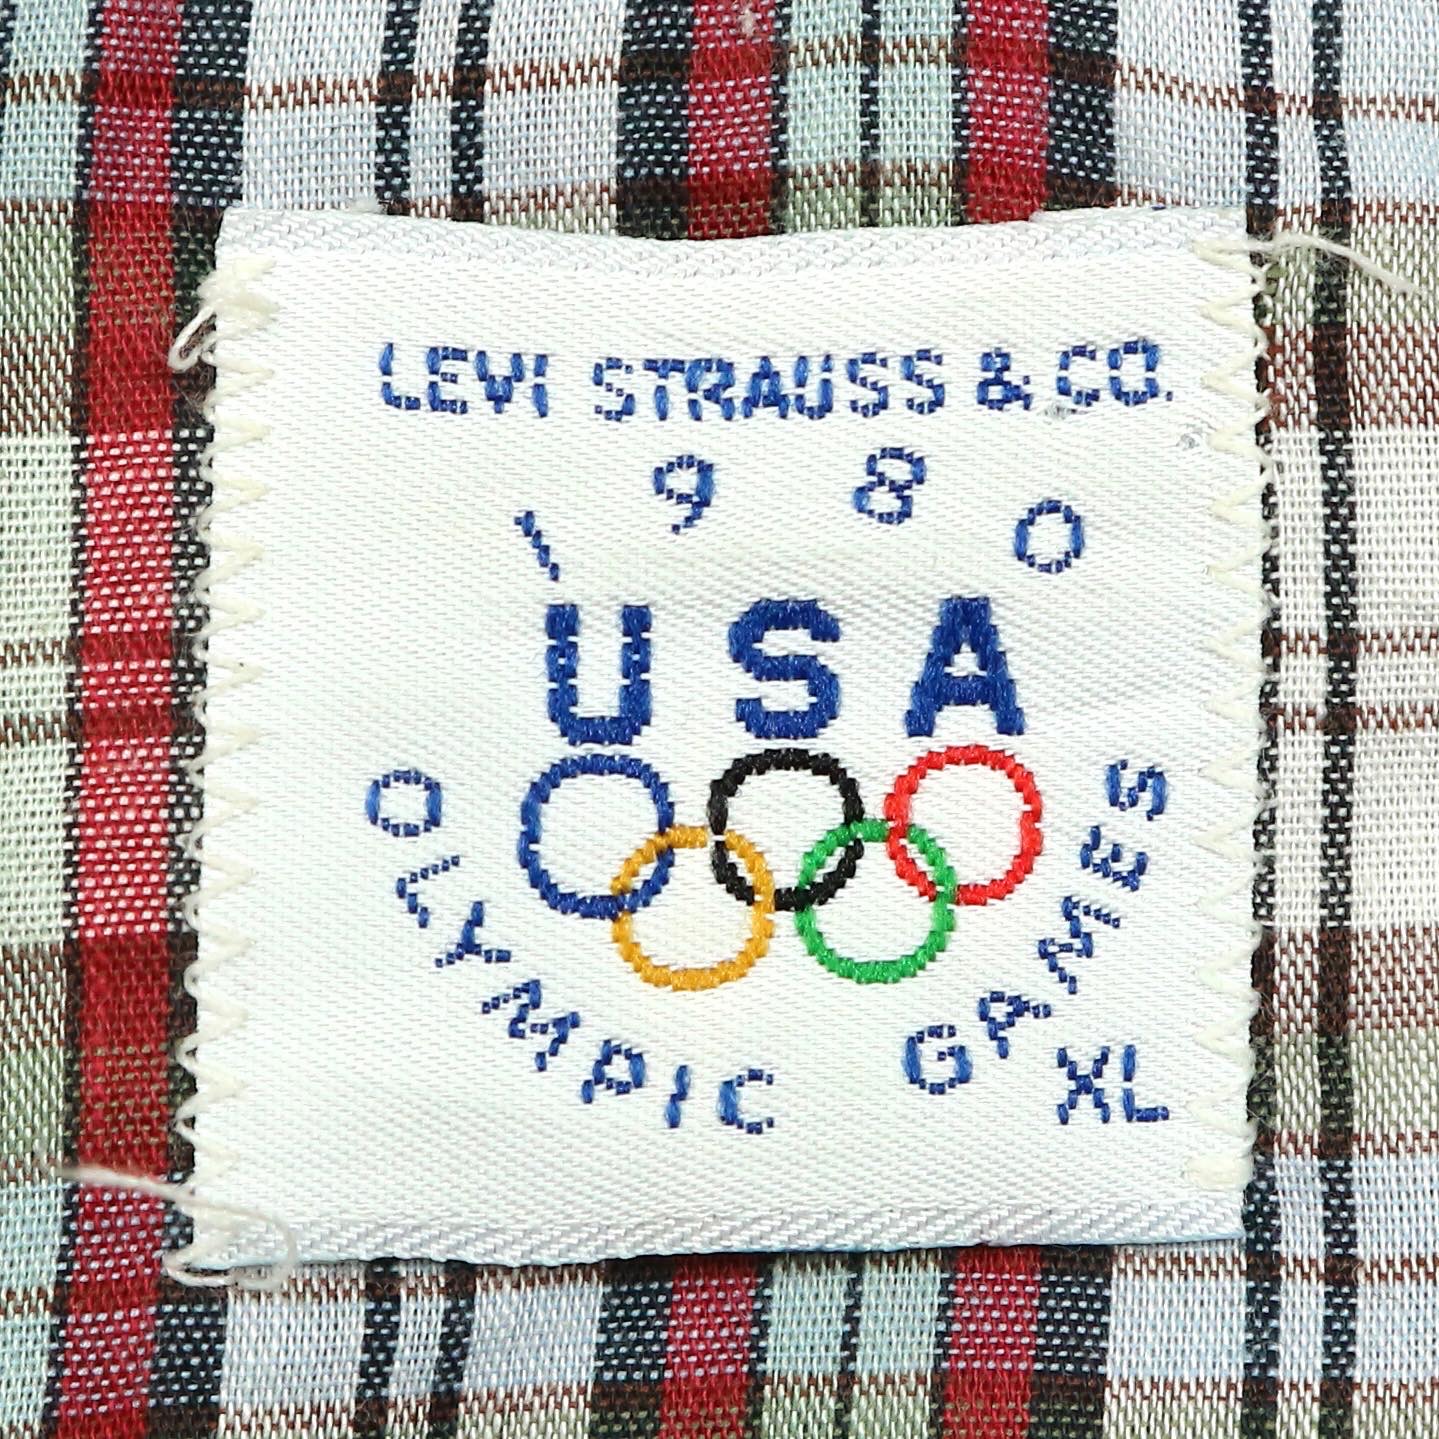 LEVI STRAUSS & CO.
1980
USA
OLYMPIC GAMES
XL